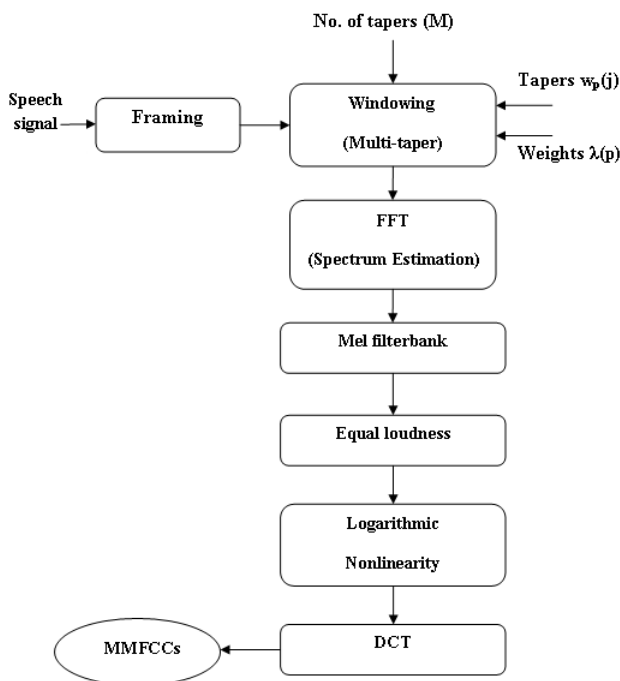 No. of tapers (M)
Speech
signal
Framing
Windowing
(Multi-taper)
Tapers wₚ(j)
Weights λ(p)
FFT
(Spectrum Estimation)
Mel filterbank
Equal loudness
Logarithmic
Nonlinearity
DCT
MMFCCs